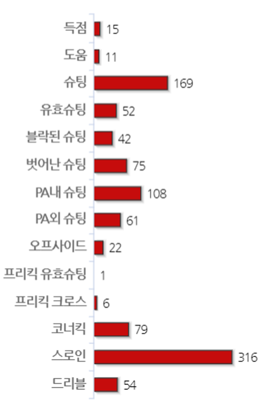 득점 15
도움 11
슈팅 169
유효슈팅 52
블락된 슈팅 42
벗어난 슈팅 75
PA내 슈팅 108
PA외 슈팅 61
오프사이드 22
프리킥 유효슈팅 1
프리킥 크로스 6
코너킥 79
스로인 316
드리블 54